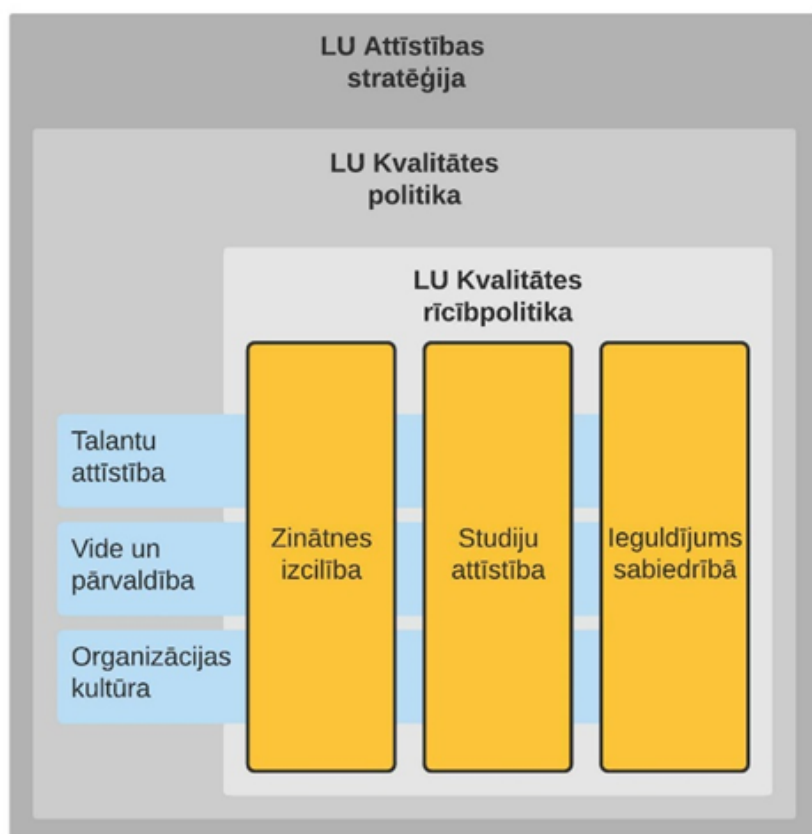 LU Attīstības
stratēģija
LU Kvalitātes
politika
LU Kvalitātes
rīcībpolitika
Talantu
attīstība
Vide un
pārvaldība
Organizācijas
kultūra
Zinātnes
izcilība
Studiju
attīstība
Ieguldījums
sabiedrībā